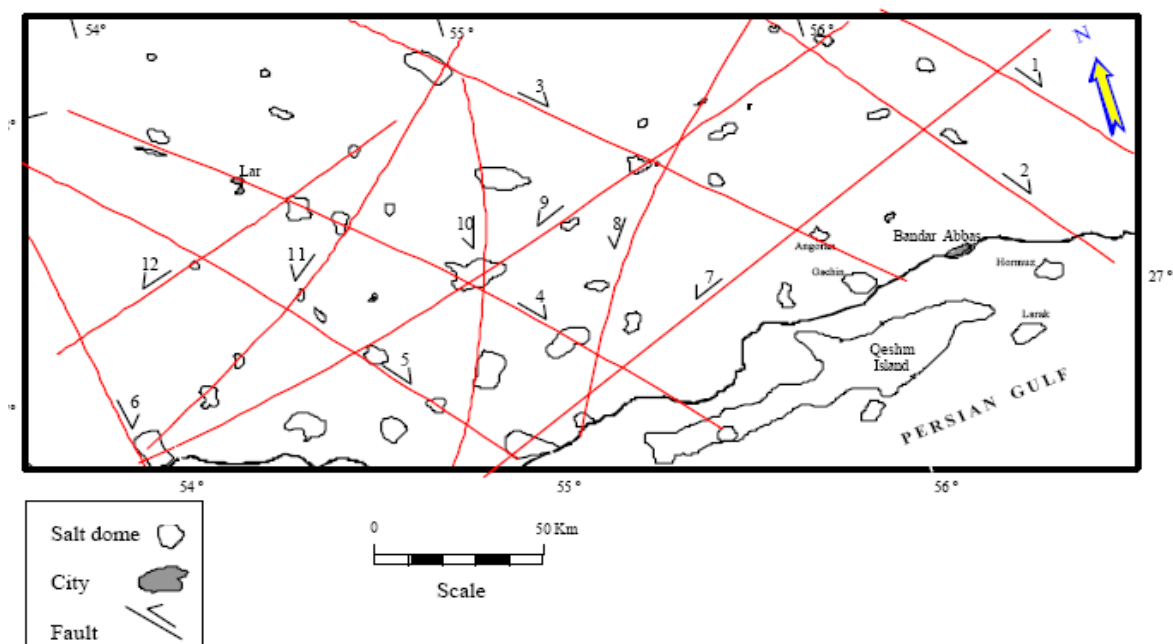 54°
55°
56°
N
1
3
2
Lar
10
9
8
Angoran
Bandar Abbas
Gachin
Hormuz
27°
12
11
7
4
Larak
Qeshm
Island
5
6
PERSIAN GULF
54°
55°
56°
Salt dome
City
Fault
0 50 Km
Scale